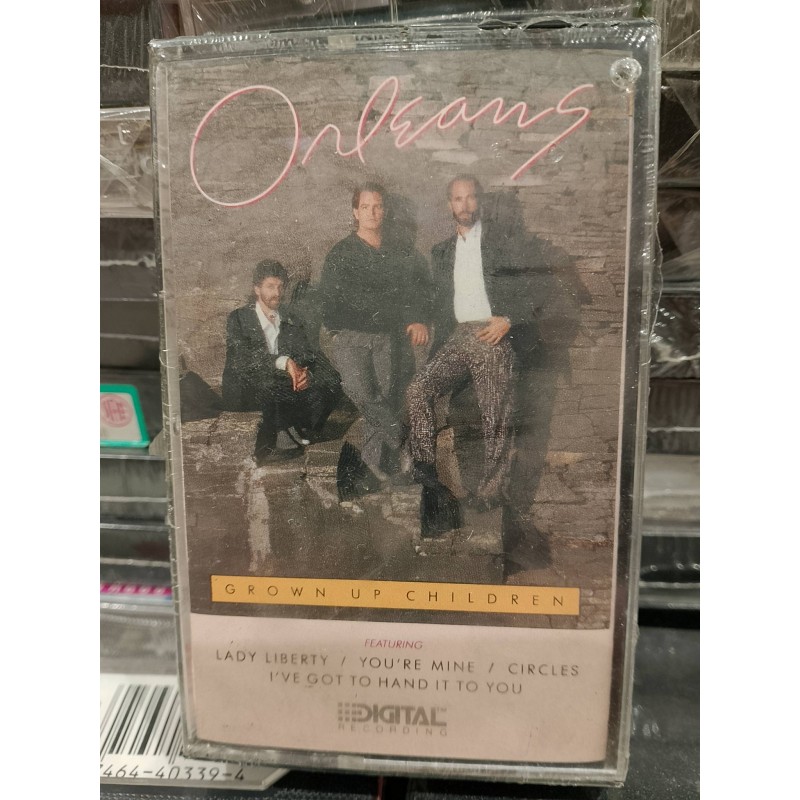 Orleans
GROWN UP CHILDREN
FEATURING
LADY LIBERTY / YOU'RE MINE / CIRCLES
I'VE GOT TO HAND IT TO YOU
DIGITAL
RECORDING
464-40339-4